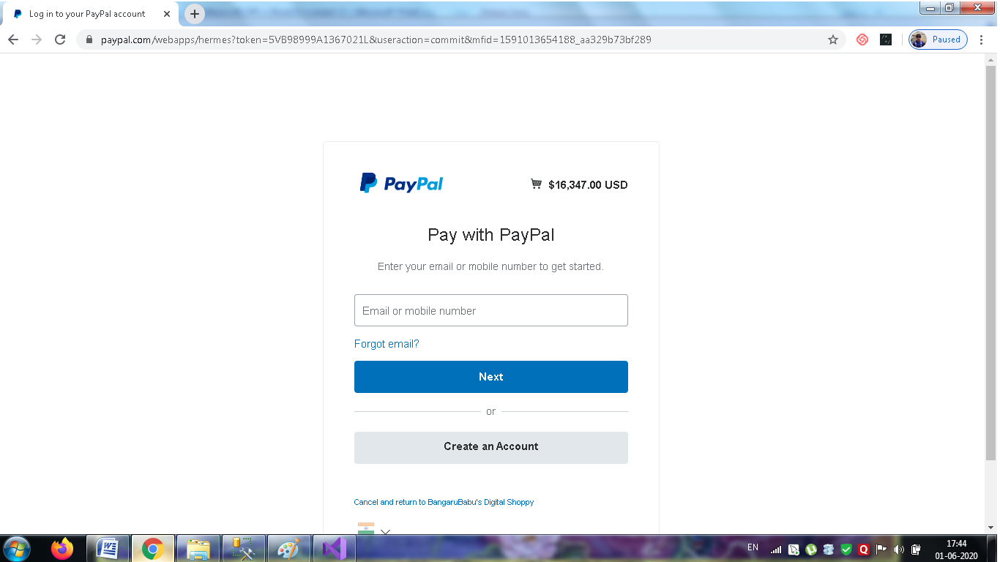 Log in to your PayPal account
paypal.com/webapps/hermes?token=5VB98999A1367021L&useraction=commit&mfid=1591013654188_aa329b73bf289
Paused
PayPal
$16,347.00 USD
Pay with PayPal
Enter your email or mobile number to get started.
Email or mobile number
Forgot email?
Next
or
Create an Account
Cancel and return to BangaruBabu's Digital Shoppy
EN
17:44
01-06-2020